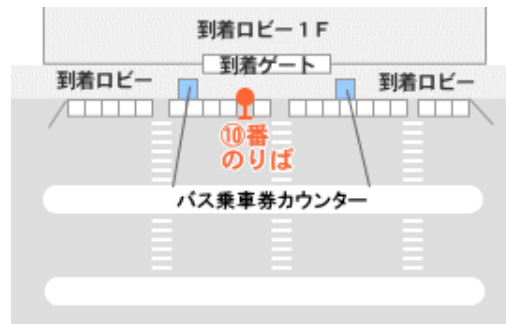 到着ロビー１F
到着ゲート
到着ロビー
到着ロビー
⑩番
のりば
バス乗車券カウンター